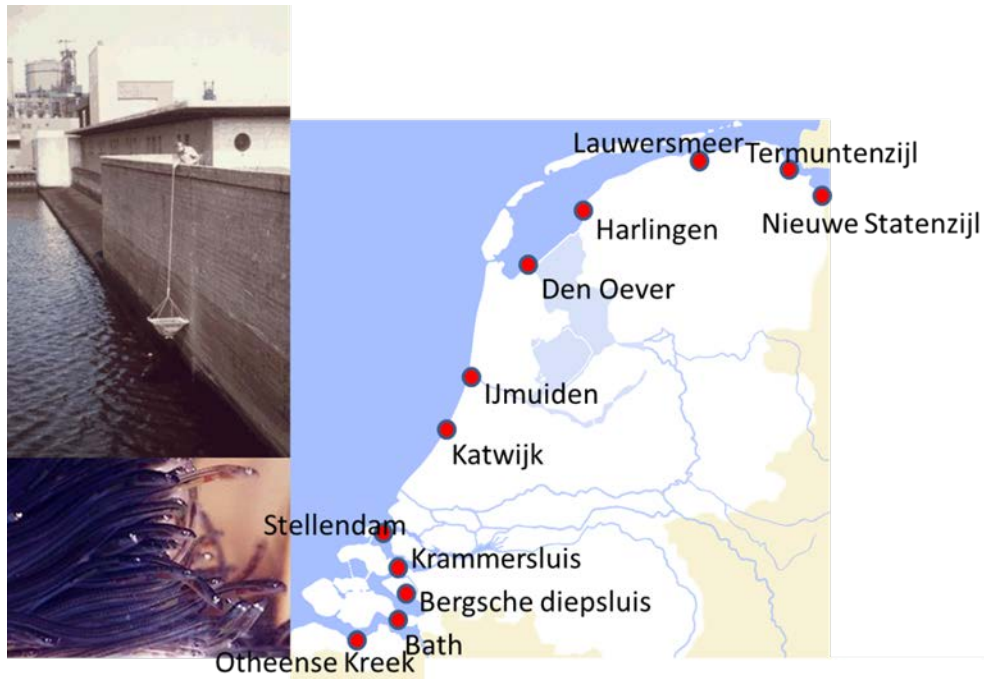 Lauwersmeer
Termuntenzijl
Harlingen
Nieuwe Statenzijl
Den Oever
IJmuiden
Katwijk
Stellendam
Krammersluis
Bergsche diepsluis
Bath
Otheense Kreek